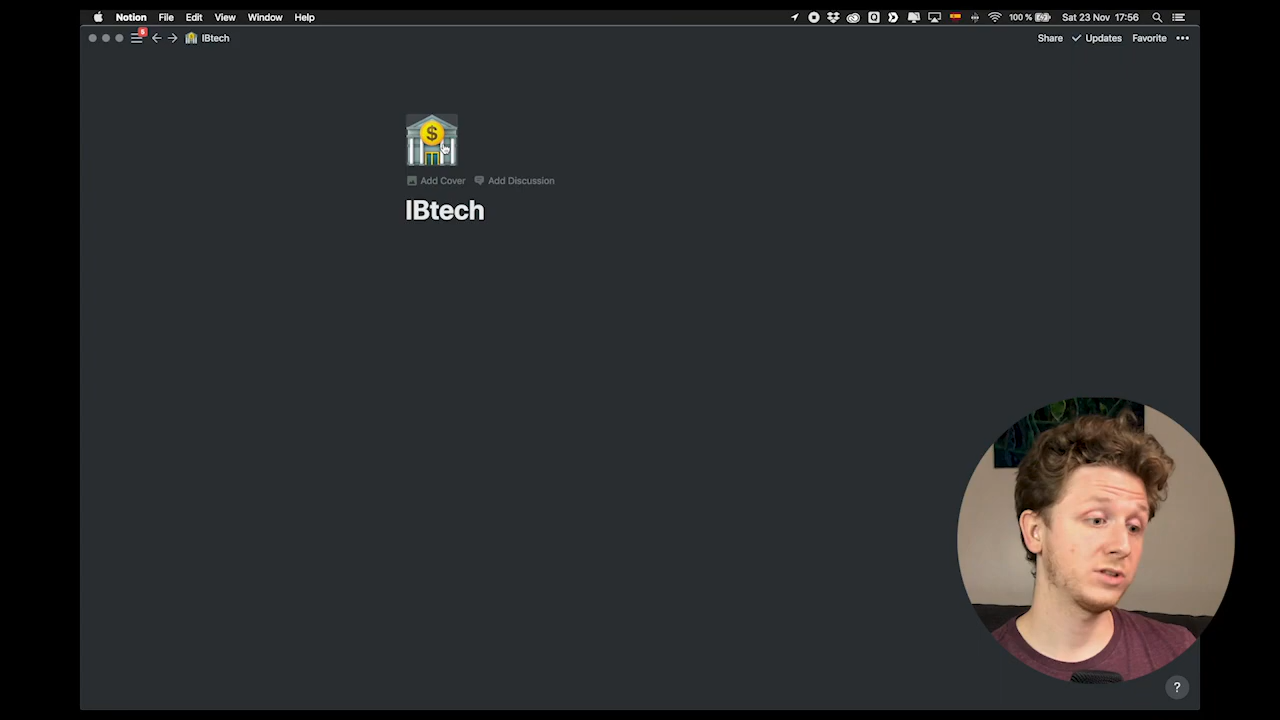 Notion File Edit View Window Help 100 % Sat 23 Nov 17:56
5 IBtech Share Updates Favorite
$
Add Cover Add Discussion
IBtech
?